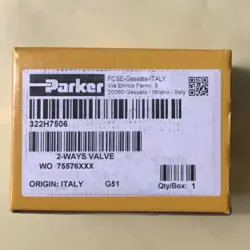 Parker
FCSE-Gessate-ITALY
Via Enrico Fermi, 5
20060 Gessate / Milano - Italy
322H7506
2-WAYS VALVE
WO 75576XXX
ORIGIN: ITALY G51 Qty/Box: 1